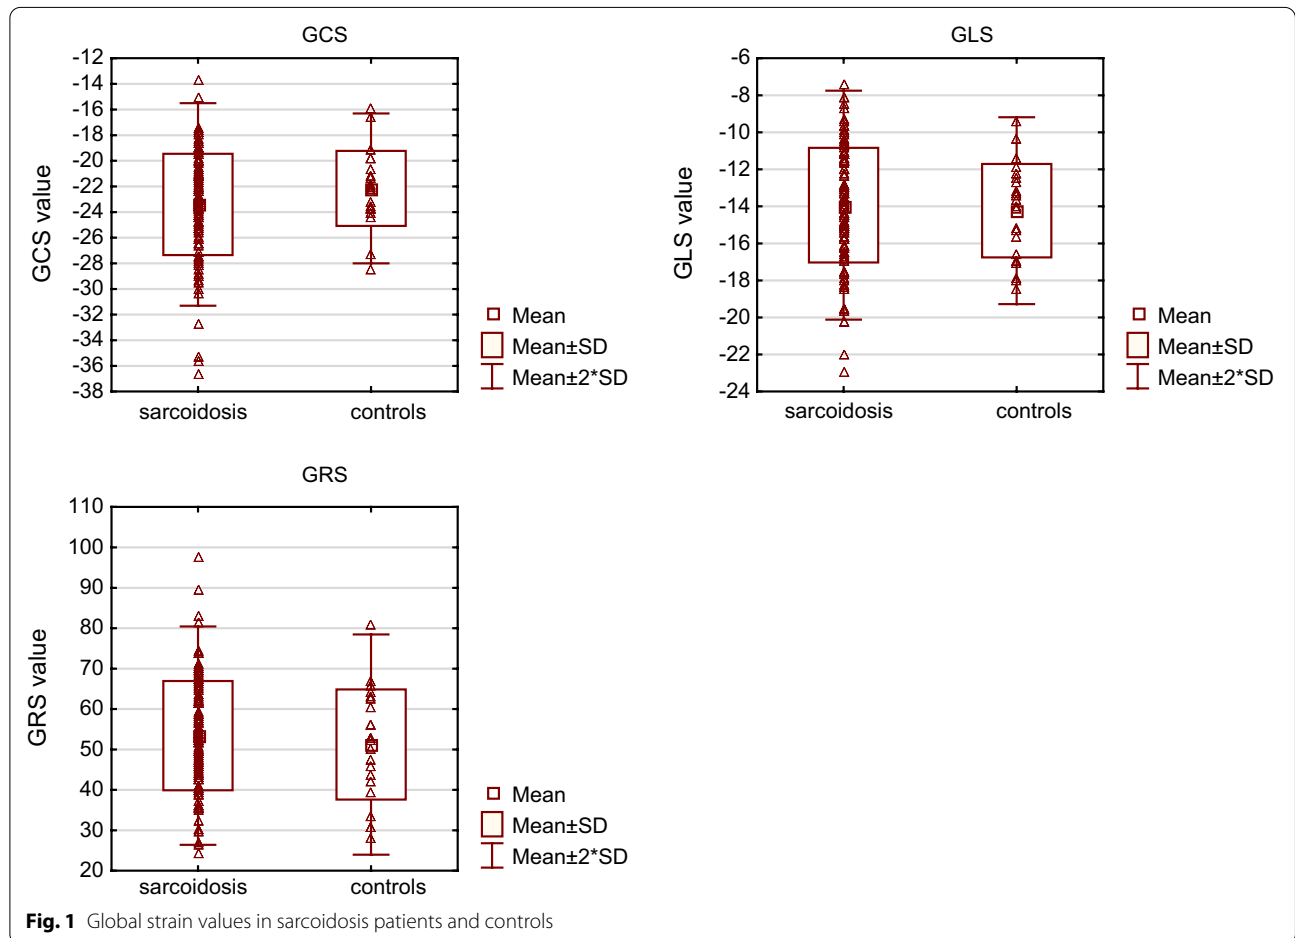 GCS
-12
-14
-16
-18
-20
-22
-24
-26
-28
-30
-32
-34
-36
-38
GCS value
sarcoidosis controls
Mean
Mean±SD
Mean±2*SD
GLS
-6
-8
-10
-12
-14
-16
-18
-20
-22
-24
GLS value
sarcoidosis controls
Mean
Mean±SD
Mean±2*SD
GRS
110
100
90
80
70
60
50
40
30
20
GRS value
sarcoidosis controls
Mean
Mean±SD
Mean±2*SD
Fig. 1 Global strain values in sarcoidosis patients and controls